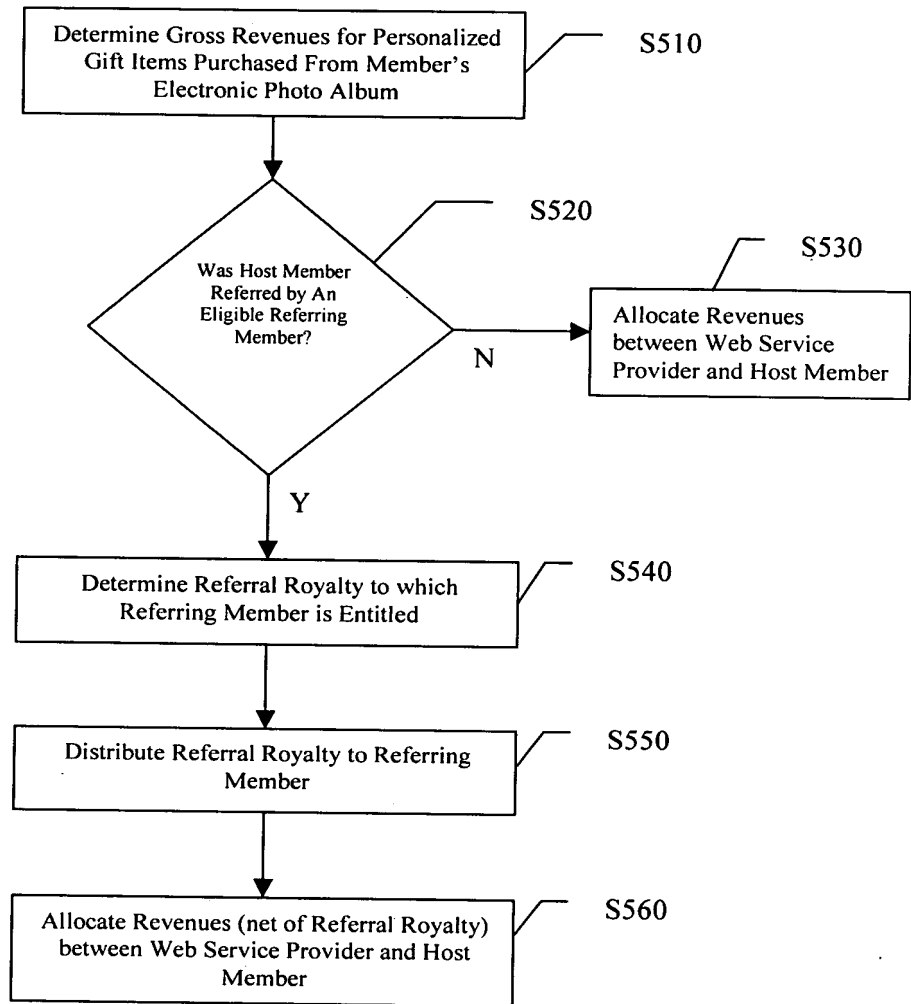 Determine Gross Revenues for Personalized
Gift Items Purchased From Member's
Electronic Photo Album
S510
S520
Was Host Member
Referred by An
Eligible Referring
Member?
S530
Allocate Revenues
between Web Service
Provider and Host Member
N
Y
Determine Referral Royalty to which
Referring Member is Entitled
S540
Distribute Referral Royalty to Referring
Member
S550
Allocate Revenues (net of Referral Royalty)
between Web Service Provider and Host
Member
S560